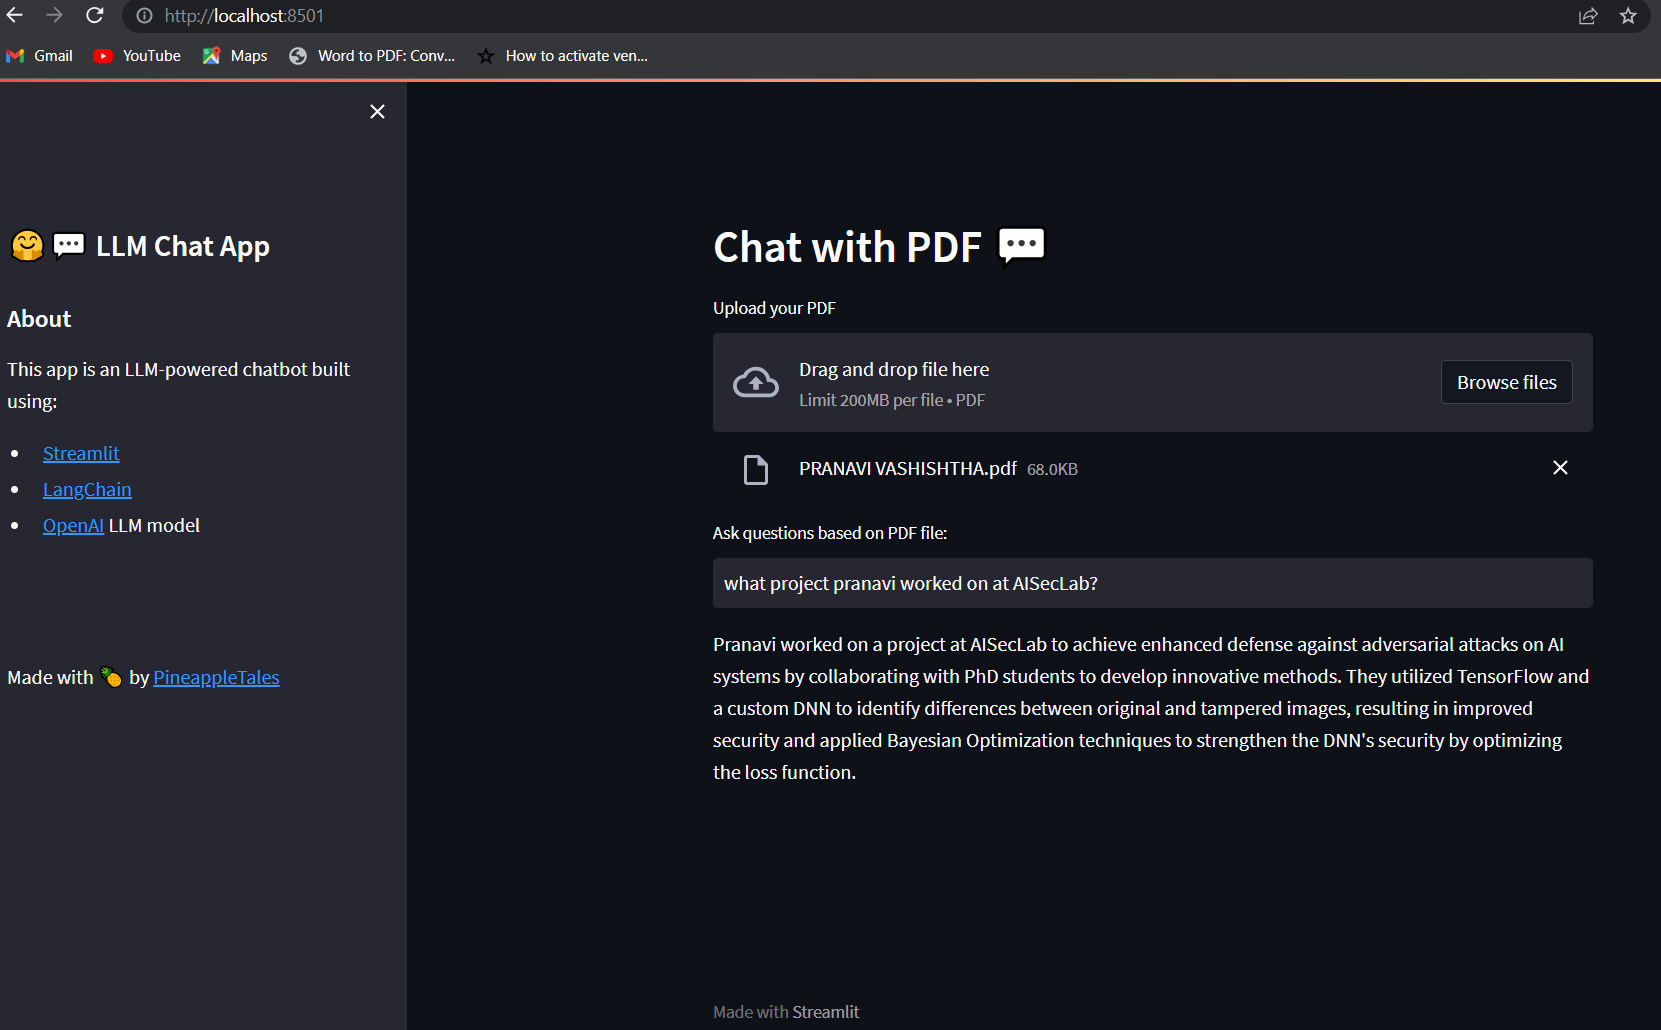 http://localhost:8501
Gmail YouTube Maps Word to PDF: Conv... How to activate ven...
LLM Chat App
About
This app is an LLM-powered chatbot built
using:
• Streamlit
• LangChain
• OpenAI LLM model
Made with 🍍 by PineappleTales
Chat with PDF
Upload your PDF
Drag and drop file here
Limit 200MB per file • PDF
Browse files
PRANAVI VASHISHTHA.pdf 68.0KB
Ask questions based on PDF file:
what project pranavi worked on at AISecLab?
Pranavi worked on a project at AISecLab to achieve enhanced defense against adversarial attacks on AI
systems by collaborating with PhD students to develop innovative methods. They utilized TensorFlow and
a custom DNN to identify differences between original and tampered images, resulting in improved
security and applied Bayesian Optimization techniques to strengthen the DNN's security by optimizing
the loss function.
Made with Streamlit